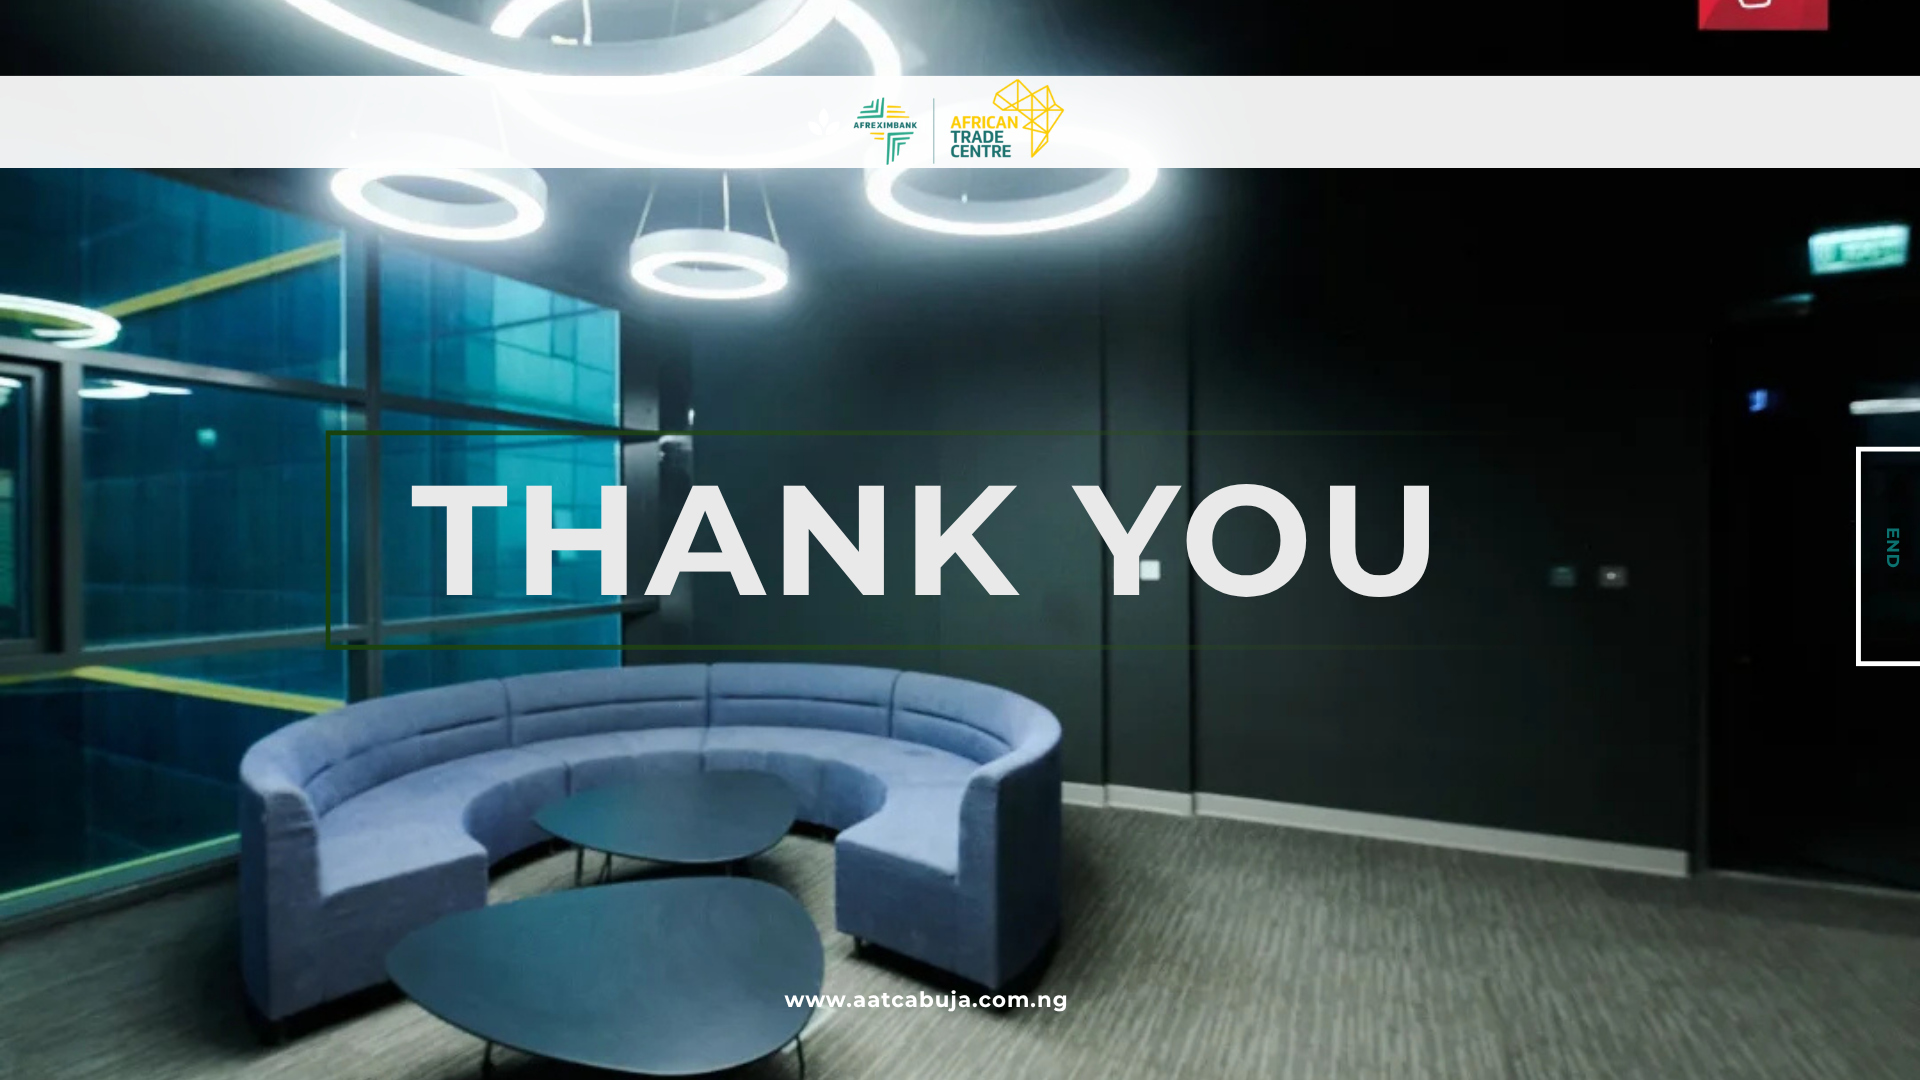 AFREXIMBANK
AFRICAN
TRADE
CENTRE
THANK YOU
END
www.aatcabuja.com.ng